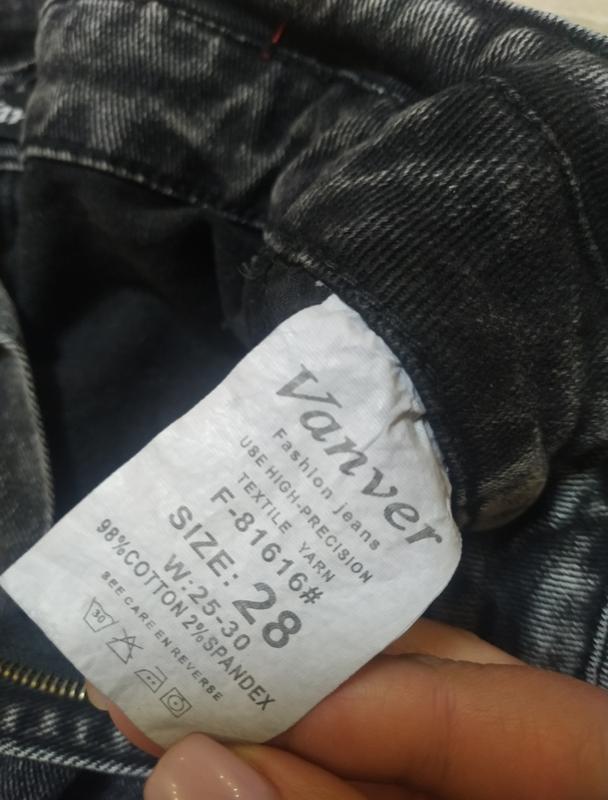 Vanver
Fashion jeans
USE HIGH-PRECISION
TEXTILE YARN
F-81616#
SIZE: 28
W:25-30
98%COTTON 2%SPANDEX
SEE CARE EN REVERSE
30